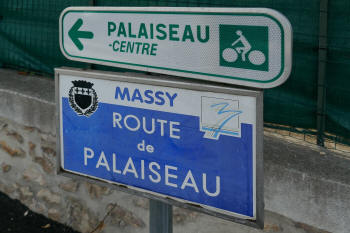 PALAISEAU
-CENTRE
MASSY
ROUTE
de
PALAISEAU